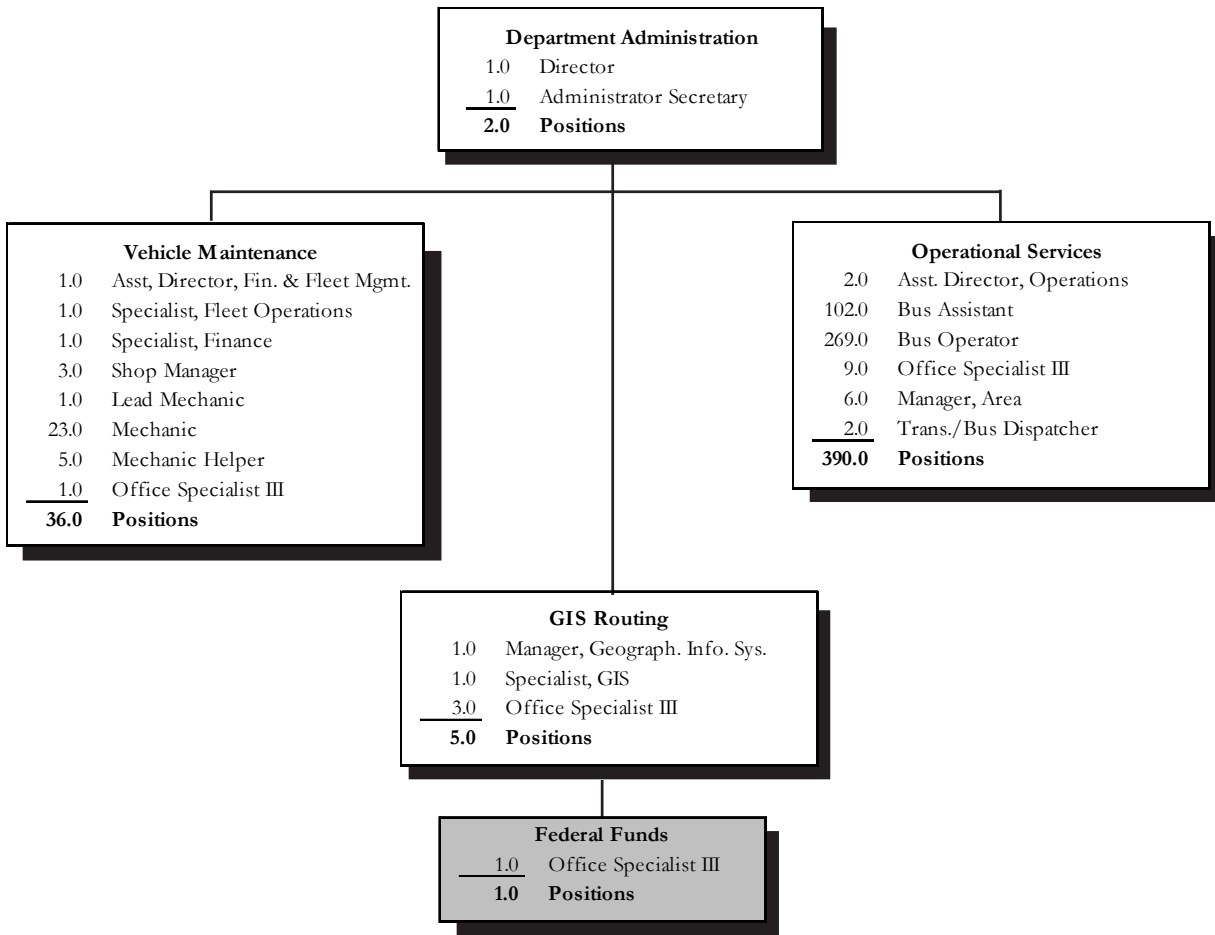 Department Administration
1.0 Director
1.0 Administrator Secretary
2.0 Positions
Vehicle Maintenance
1.0 Asst, Director, Fin. & Fleet Mgmt.
1.0 Specialist, Fleet Operations
1.0 Specialist, Finance
3.0 Shop Manager
1.0 Lead Mechanic
23.0 Mechanic
5.0 Mechanic Helper
1.0 Office Specialist III
36.0 Positions
Operational Services
2.0 Asst. Director, Operations
102.0 Bus Assistant
269.0 Bus Operator
9.0 Office Specialist III
6.0 Manager, Area
2.0 Trans./Bus Dispatcher
390.0 Positions
GIS Routing
1.0 Manager, Geograph. Info. Sys.
1.0 Specialist, GIS
3.0 Office Specialist III
5.0 Positions
Federal Funds
1.0 Office Specialist III
1.0 Positions